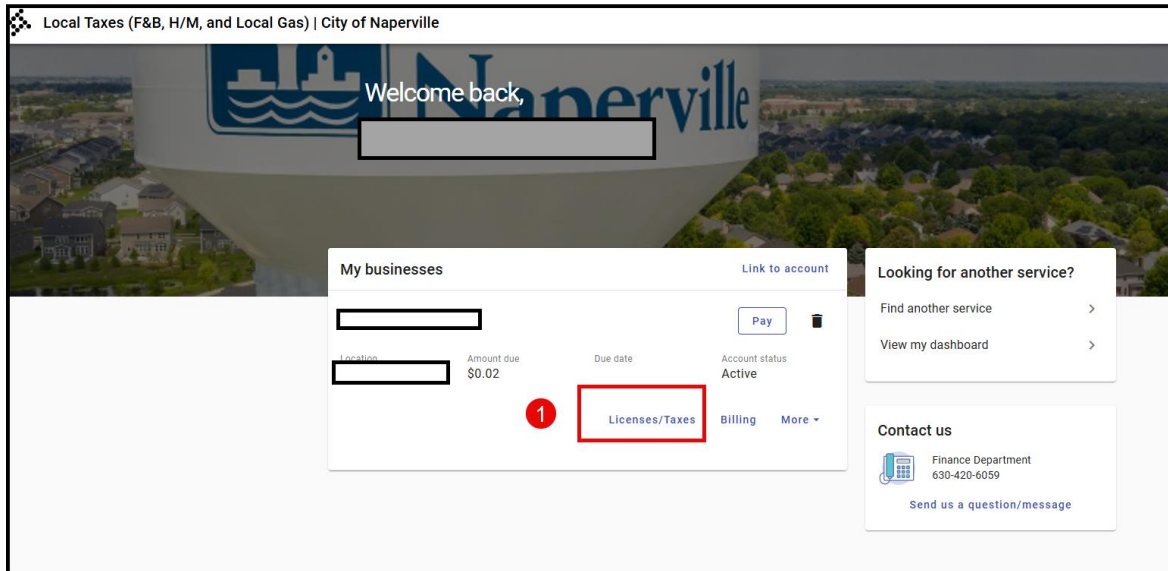 Local Taxes (F&B, H/M, and Local Gas) | City of Naperville
Naperville
Welcome back,
My businesses
Link to account
Pay
Location
Amount due
Due date
Account status
$0.02
Active
1
Licenses/Taxes
Billing
More
Looking for another service?
Find another service
View my dashboard
Contact us
Finance Department
630-420-6059
Send us a question/message